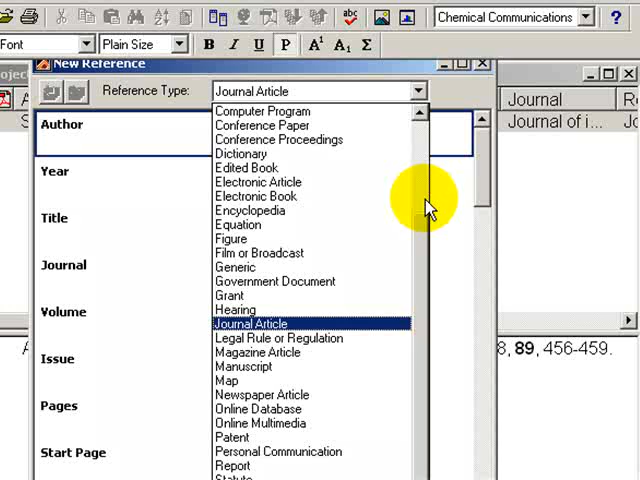 Chemical Communications
?
Font
Plain Size
B I U P A¹ A₁ Σ
New Reference
Reference Type: Journal Article
Journal
Journal of i...
Author
Year
Title
Journal
Volume
Issue
Pages
Start Page
Computer Program
Conference Paper
Conference Proceedings
Dictionary
Edited Book
Electronic Article
Electronic Book
Encyclopedia
Equation
Figure
Film or Broadcast
Generic
Government Document
Grant
Hearing
Journal Article
Legal Rule or Regulation
Magazine Article
Manuscript
Map
Newspaper Article
Online Database
Online Multimedia
Patent
Personal Communication
Report
Statute
89, 456-459.